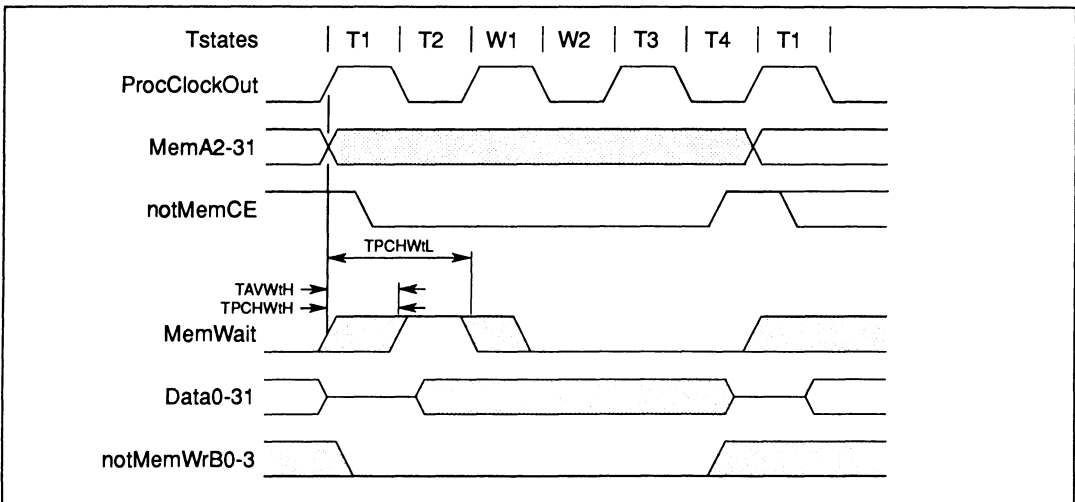 Tstates | T1 | T2 | W1 | W2 | T3 | T4 | T1 |
ProcClockOut
MemA2-31
notMemCE
TPCHWtL
TAVWtH
TPCHWtH
MemWait
Data0-31
notMemWrB0-3